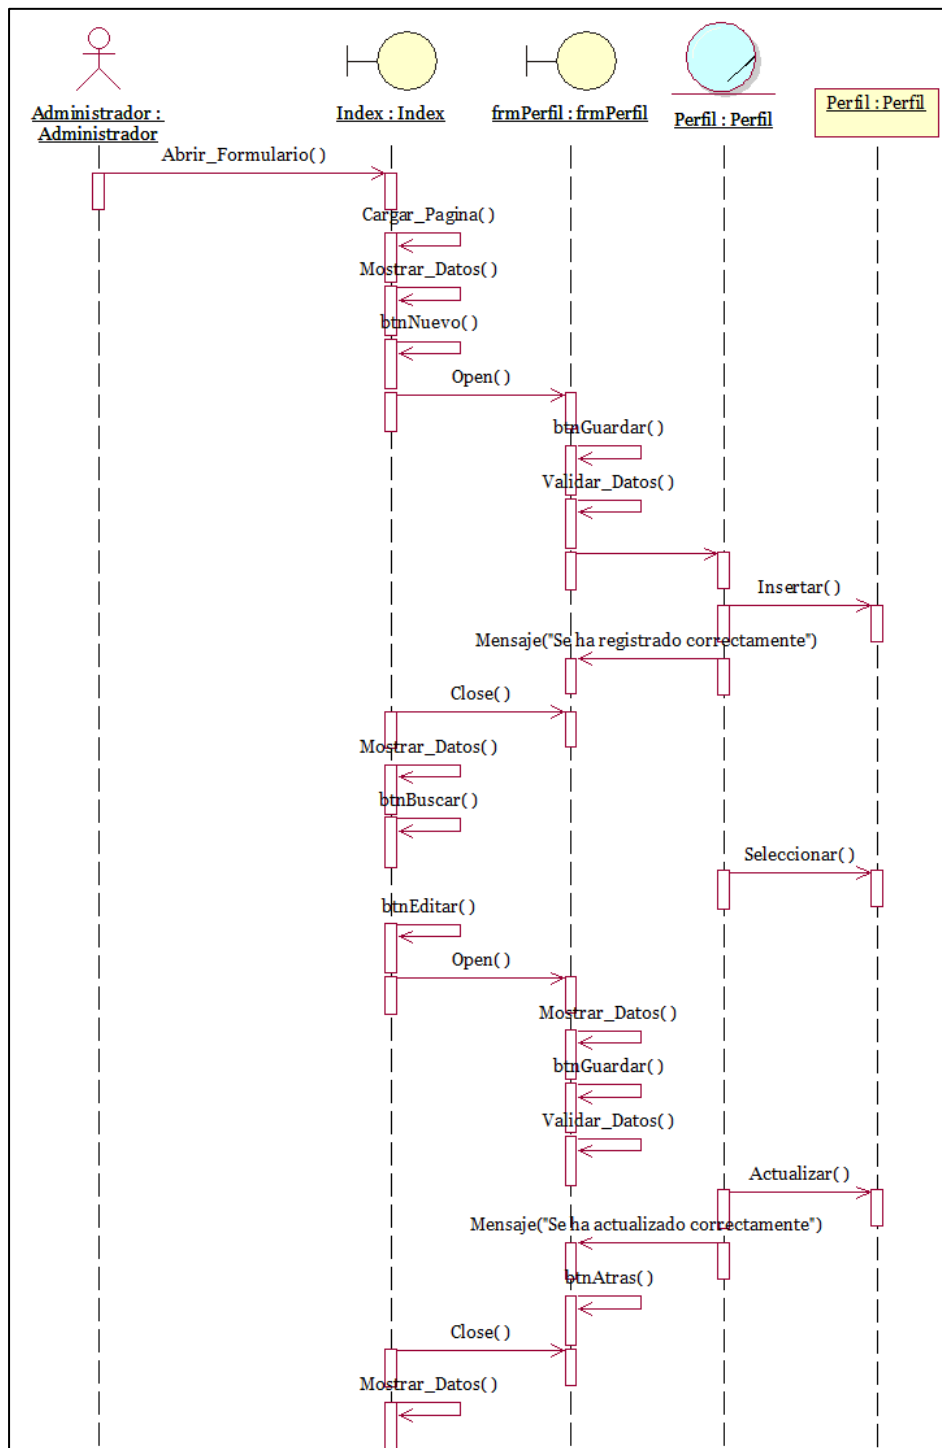 Administrador :
Administrador
Index : Index
frmPerfil : frmPerfil
Perfil : Perfil
Perfil : Perfil
Abrir_Formulario( )
Cargar_Pagina( )
Mostrar_Datos( )
btnNuevo( )
Open( )
btnGuardar( )
Validar_Datos( )
Insertar( )
Mensaje("Se ha registrado correctamente")
Close( )
Mostrar_Datos( )
btnBuscar( )
Seleccionar( )
btnEditar( )
Open( )
Mostrar_Datos( )
btnGuardar( )
Validar_Datos( )
Actualizar( )
Mensaje("Se ha actualizado correctamente")
btnAtras( )
Close( )
Mostrar_Datos( )